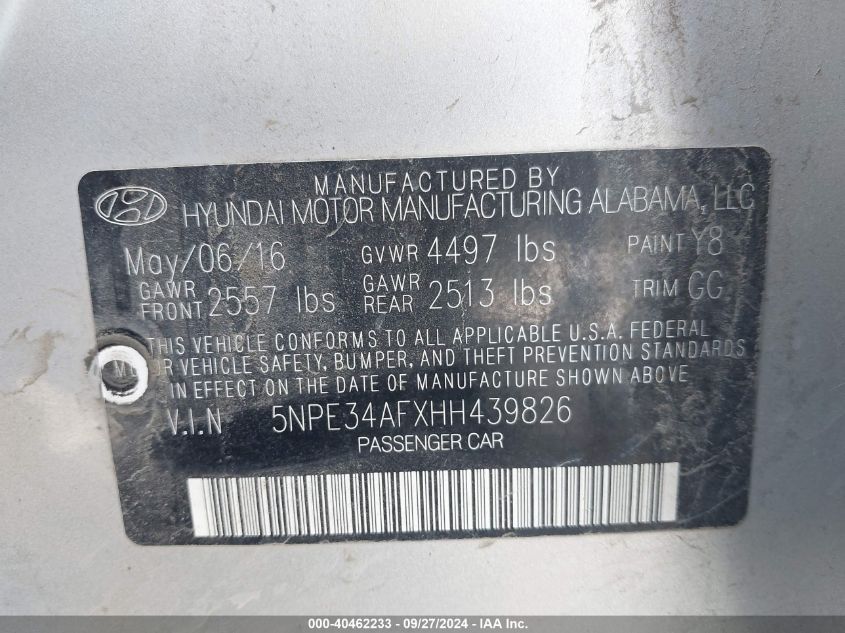 MANUFACTURED BY
HYUNDAI MOTOR MANUFACTURING ALABAMA, LLC
May/06/16 GVWR 4497 lbs PAINT Y8
GAWR FRONT 2557 lbs GAWR REAR 2513 lbs TRIM GG
THIS VEHICLE CONFORMS TO ALL APPLICABLE U.S.A. FEDERAL
MOTOR VEHICLE SAFETY, BUMPER, AND THEFT PREVENTION STANDARDS
IN EFFECT ON THE DATE OF MANUFACTURE SHOWN ABOVE
V.I.N 5NPE34AFXHH439826
PASSENGER CAR
000-40462233 - 09/27/2024 - IAA Inc.